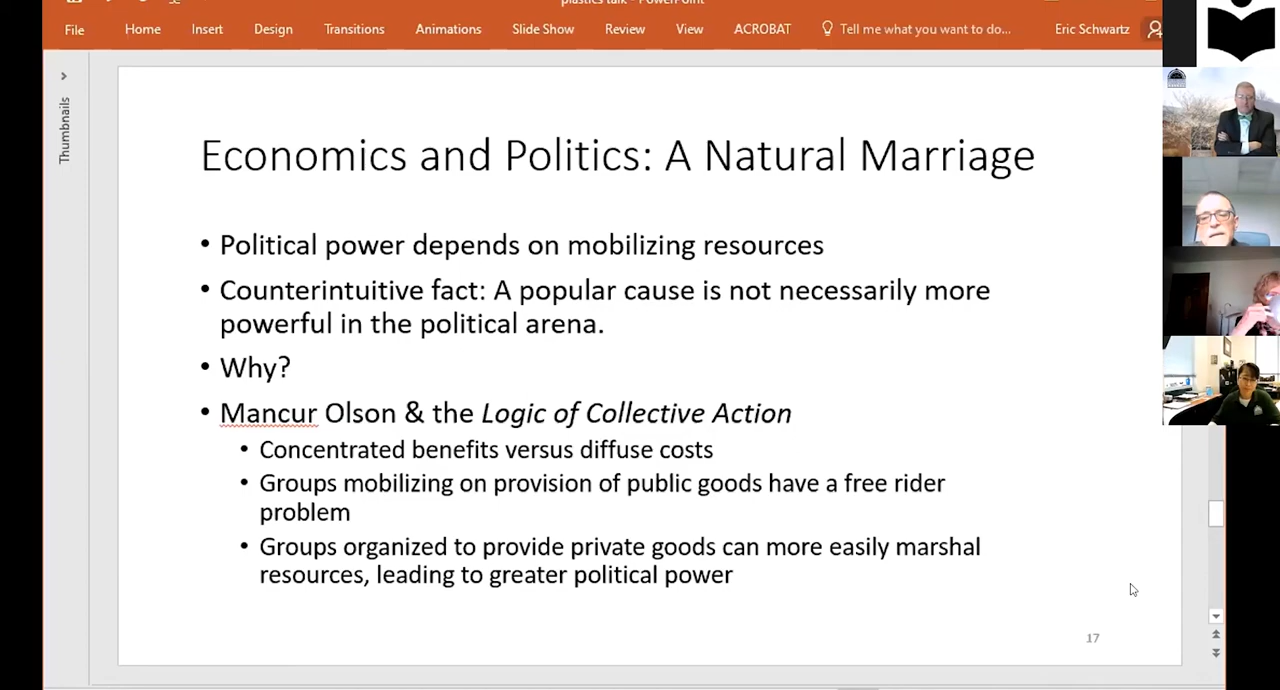 plastics talk - PowerPoint
File Home Insert Design Transitions Animations Slide Show Review View ACROBAT Tell me what you want to do... Eric Schwartz
Thumbnails
Economics and Politics: A Natural Marriage
• Political power depends on mobilizing resources
• Counterintuitive fact: A popular cause is not necessarily more
powerful in the political arena.
• Why?
• Mancur Olson & the Logic of Collective Action
• Concentrated benefits versus diffuse costs
• Groups mobilizing on provision of public goods have a free rider
problem
• Groups organized to provide private goods can more easily marshal
resources, leading to greater political power
17